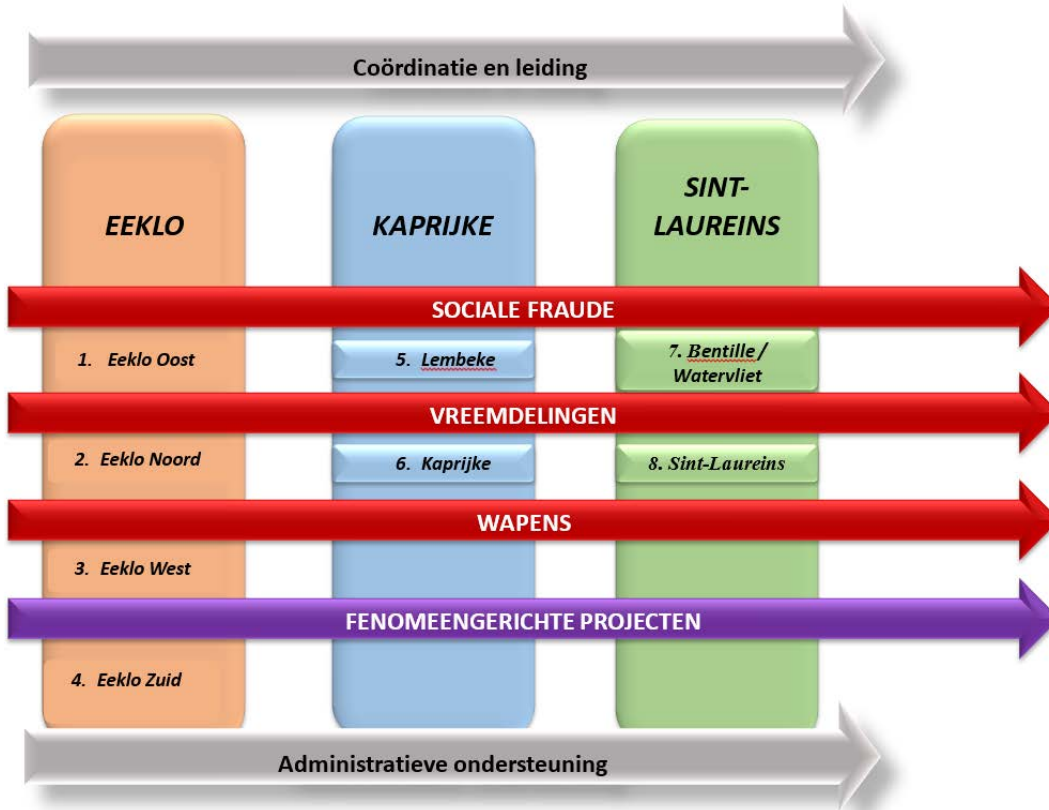 Coördinatie en leiding
EEKLO
KAPRIJKE
SINT-
LAUREINS
SOCIALE FRAUDE
1. Eeklo Oost
5. Lembeke
7. Bentille /
Watervliet
VREEMDELINGEN
2. Eeklo Noord
6. Kaprijke
8. Sint-Laureins
WAPENS
3. Eeklo West
FENOMEENGERICHTE PROJECTEN
4. Eeklo Zuid
Administratieve ondersteuning